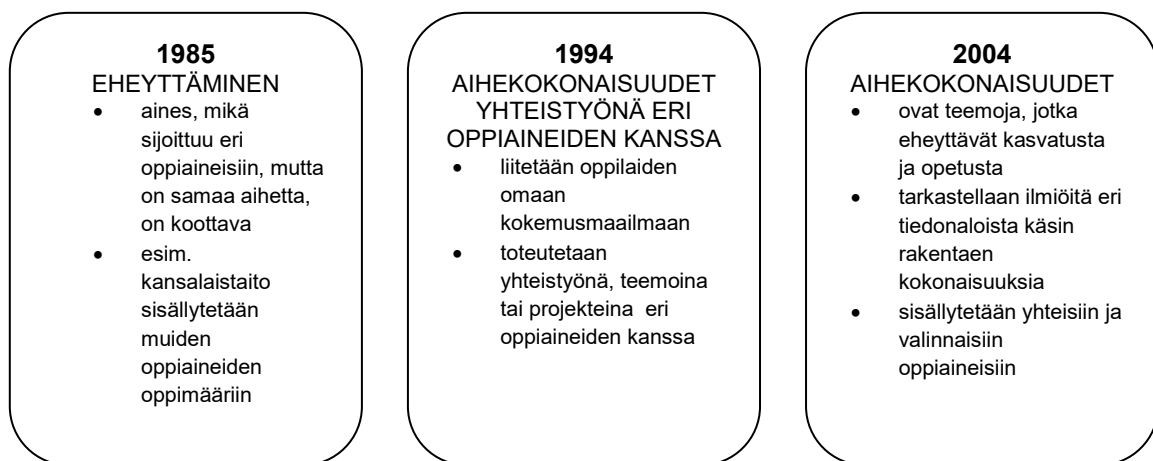 1985
EHEYTTÄMINEN
• aines, mikä
sijoittuu eri
oppiaineisiin, mutta
on samaa aihetta,
on koottava
• esim.
kansalaistaito
sisällytetään
muiden
oppiaineiden
oppimääriin
1994
AIHEKOKONAISUUDET
YHTEISTYÖNÄ ERI
OPPIAINEIDEN KANSSA
• liitetään oppilaiden
omaan
kokemusmaailmaan
• toteutetaan
yhteistyönä, teemoina
tai projekteina eri
oppiaineiden kanssa
2004
AIHEKOKONAISUUDET
• ovat teemoja, jotka
eheyttävät kasvatusta
ja opetusta
• tarkastellaan ilmiöitä eri
tiedonaloista käsin
rakentaen
kokonaisuuksia
• sisällytetään yhteisiin ja
valinnaisiin
oppiaineisiin